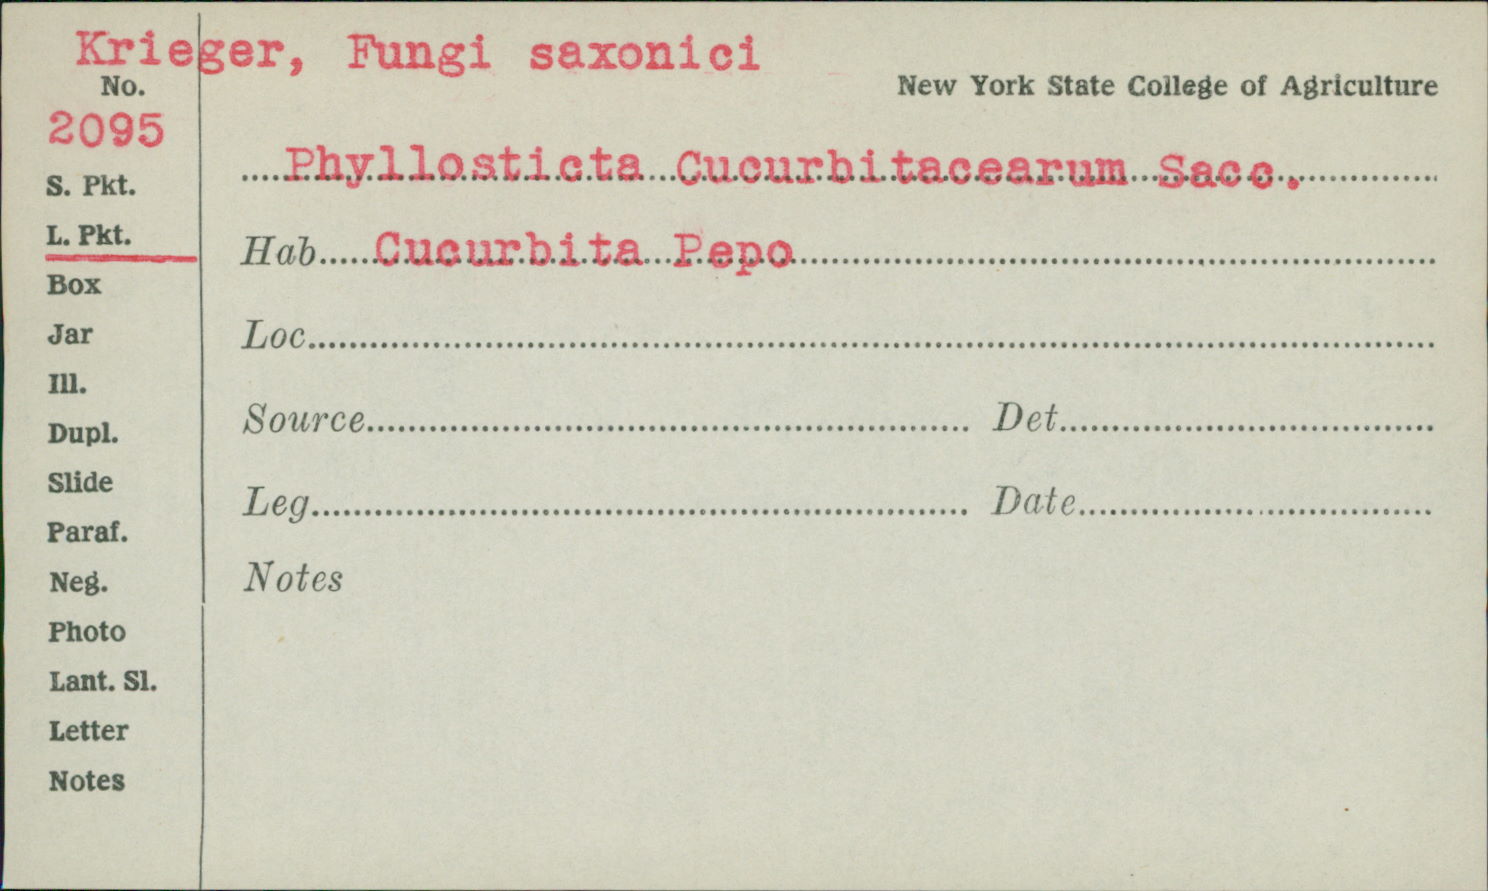 Krieger, Fungi saxonici
New York State College of Agriculture
No.
2095
S. Pkt.
L. Pkt.
Box
Jar
Ill.
Dupl.
Slide
Paraf.
Neg.
Photo
Lant. Sl.
Letter
Notes
Phyllosticta Cucurbitacearum Sacc.
Hab. Cucurbita Pepo
Loc.
Source Det.
Leg. Date
Notes